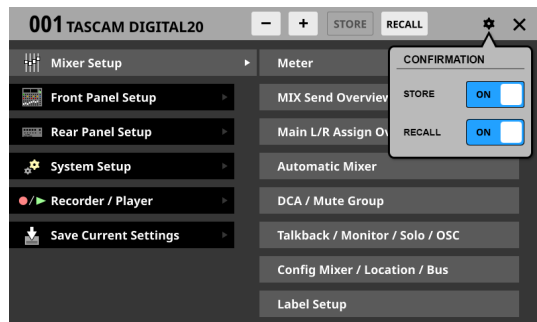 001 TASCAM DIGITAL20
- + STORE RECALL
CONFIRMATION
STORE ON
RECALL ON
Mixer Setup
Front Panel Setup
Rear Panel Setup
System Setup
Recorder / Player
Save Current Settings
Meter
MIX Send Overview
Main L/R Assign Ov
Automatic Mixer
DCA / Mute Group
Talkback / Monitor / Solo / OSC
Config Mixer / Location / Bus
Label Setup